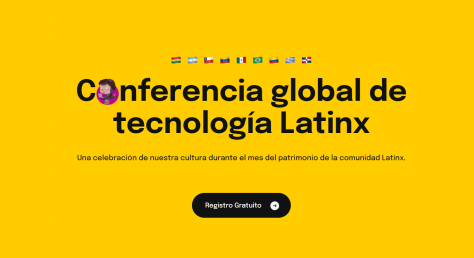 Conferencia global de
tecnología Latinx
Una celebración de nuestra cultura durante el mes del patrimonio de la comunidad Latinx.
Registro Gratuito